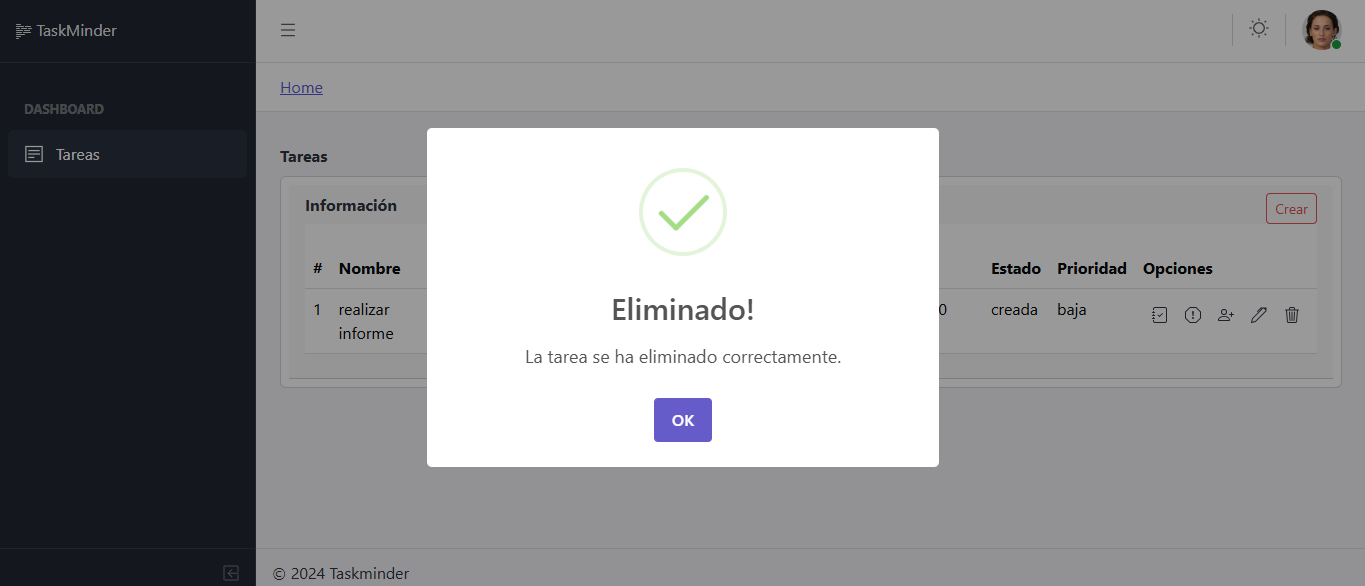 TaskMinder
Home
DASHBOARD
Tareas
Tareas
Información
Crear
# Nombre Estado Prioridad Opciones
1 realizar 0 creada baja
informe
Eliminado!
La tarea se ha eliminado correctamente.
OK
© 2024 Taskminder